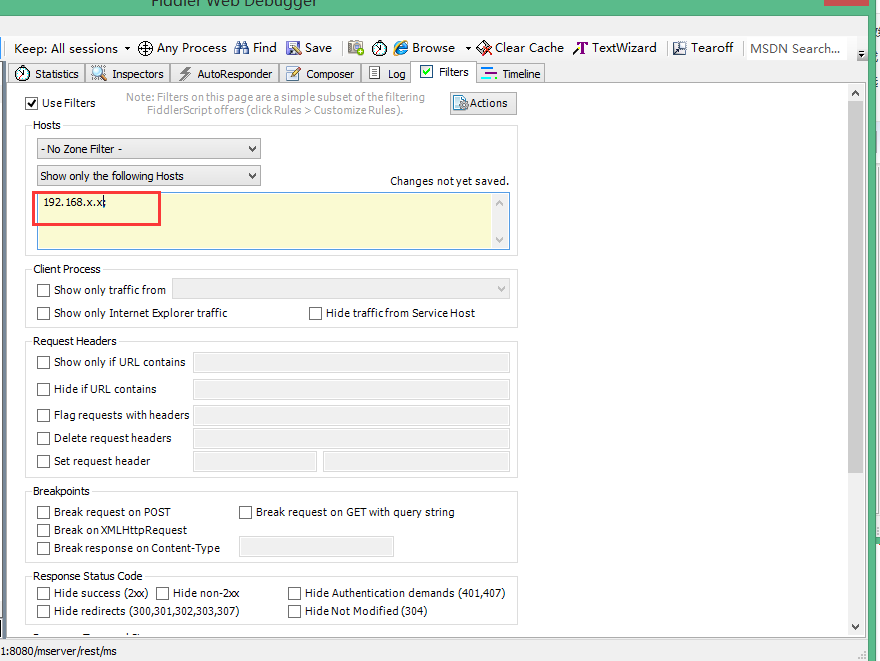 Fiddler Web Debugger
Keep: All sessions Any Process Find Save Browse Clear Cache TextWizard Tearoff MSDN Search...
Statistics Inspectors AutoResponder Composer Log Filters Timeline
Use Filters
Note: Filters on this page are a simple subset of the filtering
FiddlerScript offers (click Rules > Customize Rules).
Actions
Hosts
- No Zone Filter -
Show only the following Hosts
Changes not yet saved.
192.168.x.x;
Client Process
Show only traffic from
Show only Internet Explorer traffic Hide traffic from Service Host
Request Headers
Show only if URL contains
Hide if URL contains
Flag requests with headers
Delete request headers
Set request header
Breakpoints
Break request on POST Break request on GET with query string
Break on XMLHttpRequest
Break response on Content-Type
Response Status Code
Hide success (2xx) Hide non-2xx Hide Authentication demands (401,407)
Hide redirects (300,301,302,303,307) Hide Not Modified (304)
1:8080/mserver/rest/ms